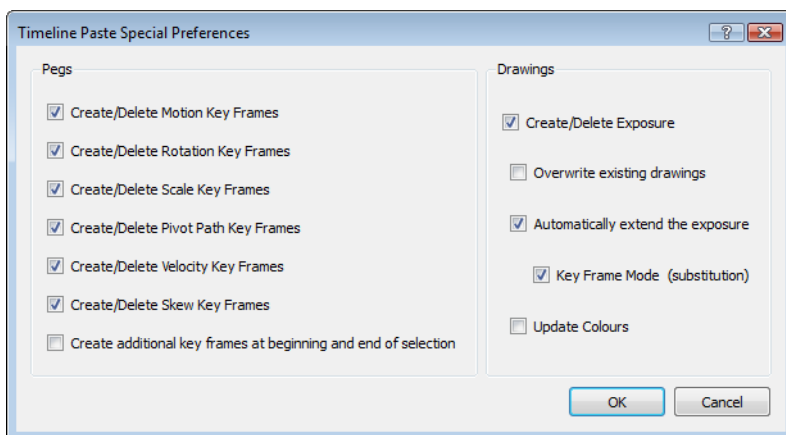 Timeline Paste Special Preferences
Pegs
Create/Delete Motion Key Frames
Create/Delete Rotation Key Frames
Create/Delete Scale Key Frames
Create/Delete Pivot Path Key Frames
Create/Delete Velocity Key Frames
Create/Delete Skew Key Frames
Create additional key frames at beginning and end of selection
Drawings
Create/Delete Exposure
Overwrite existing drawings
Automatically extend the exposure
Key Frame Mode (substitution)
Update Colours
OK
Cancel